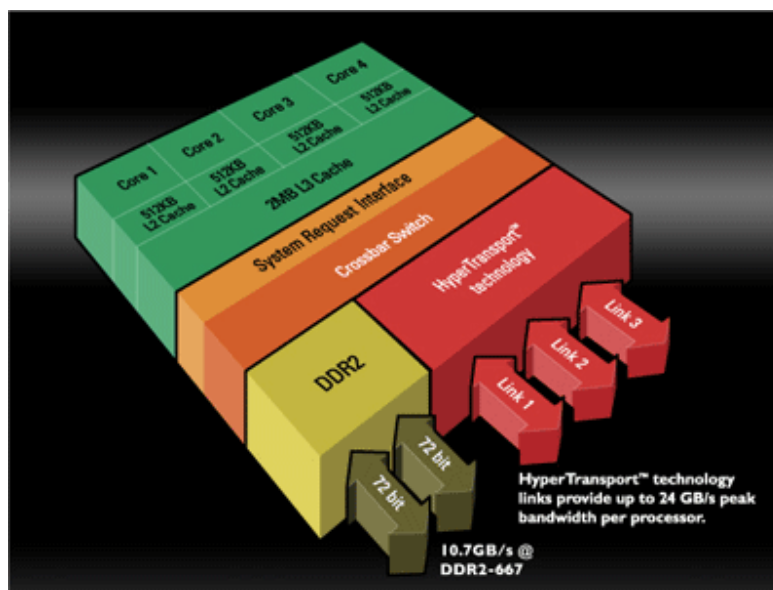 Core 1
Core 2
Core 3
Core 4
512KB
L2 Cache
512KB
L2 Cache
512KB
L2 Cache
512KB
L2 Cache
2MB L3 Cache
System Request Interface
Crossbar Switch
HyperTransport™
technology
DDR2
Link 1
Link 2
Link 3
72 bit
72 bit
HyperTransport™ technology
links provide up to 24 GB/s peak
bandwidth per processor.
10.7GB/s @
DDR2-667